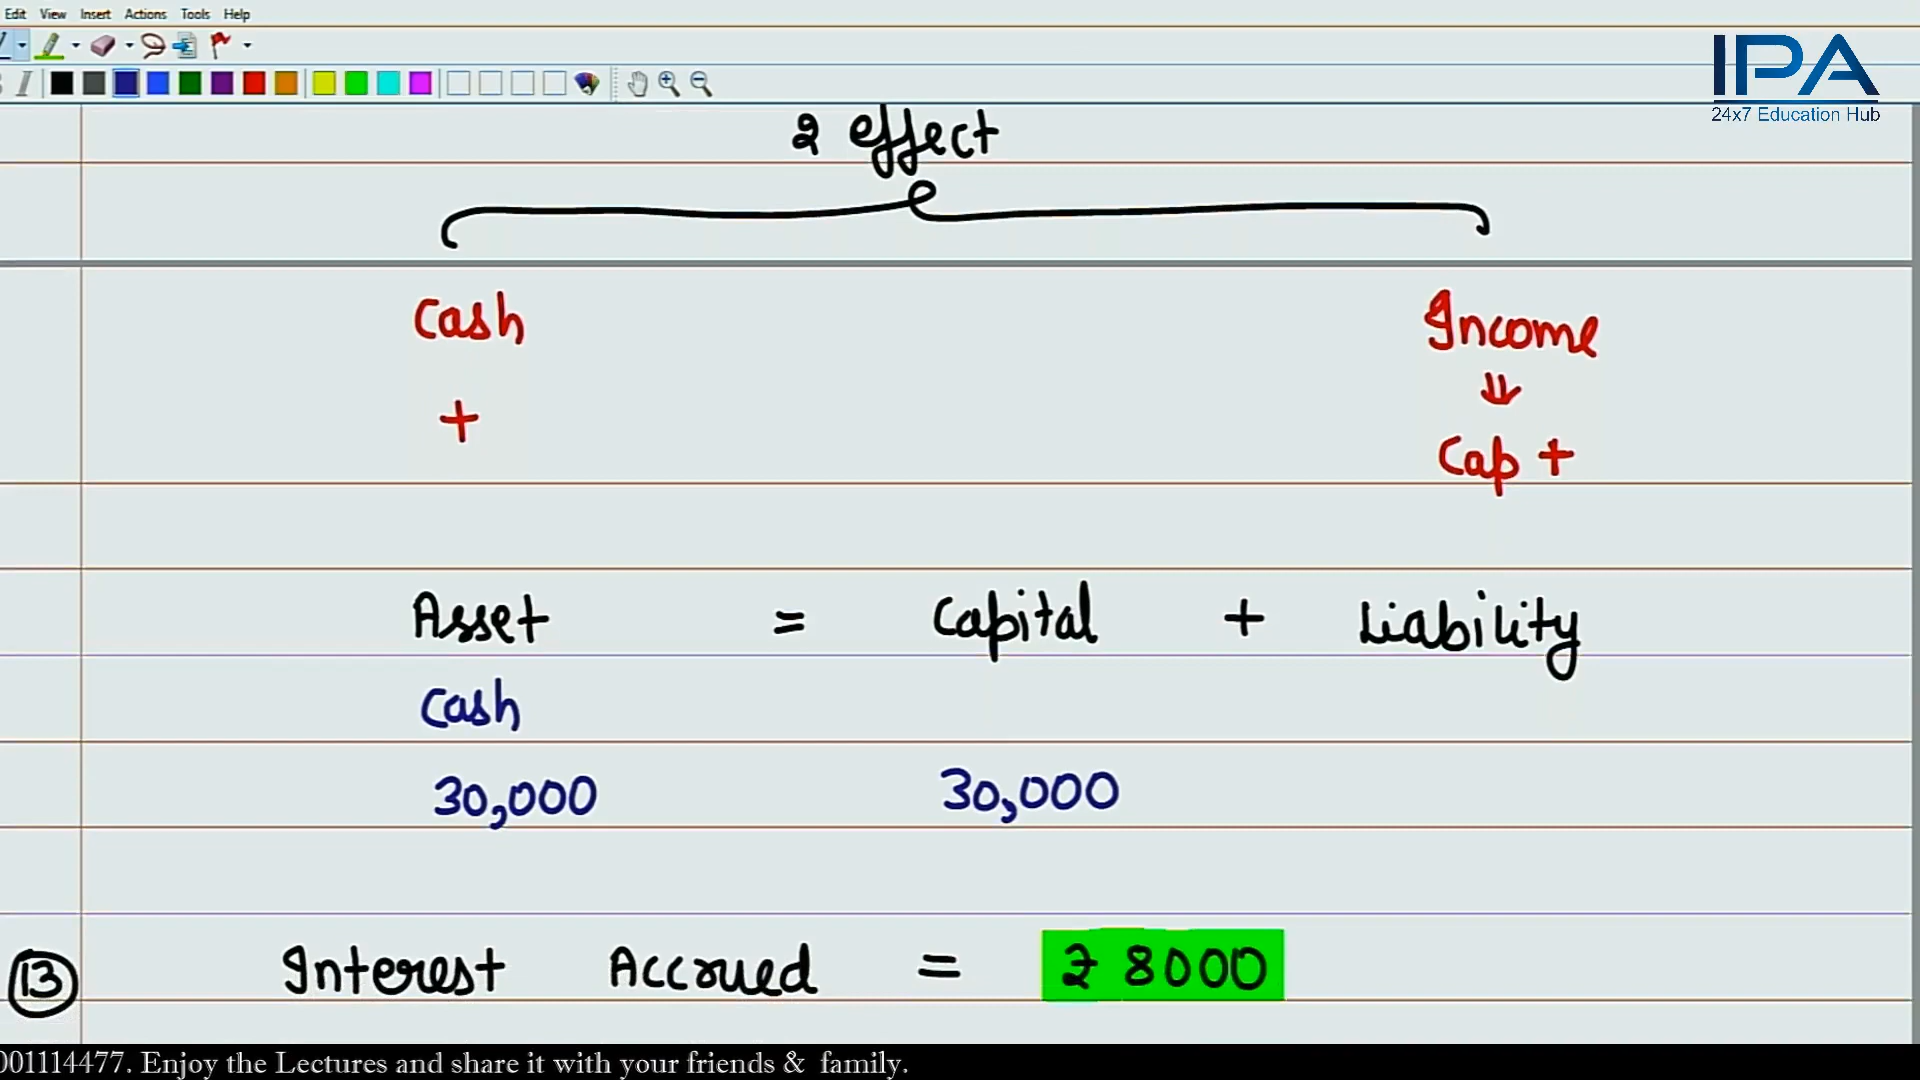 Edit View Insert Actions Tools Help
IPA
24x7 Education Hub
2 effect
Cash
Income
+
⇓
Cap +
Asset = Capital + Liability
Cash
30,000 30,000
13 Interest Accrued = ₹ 8000
001114477. Enjoy the Lectures and share it with your friends & family.